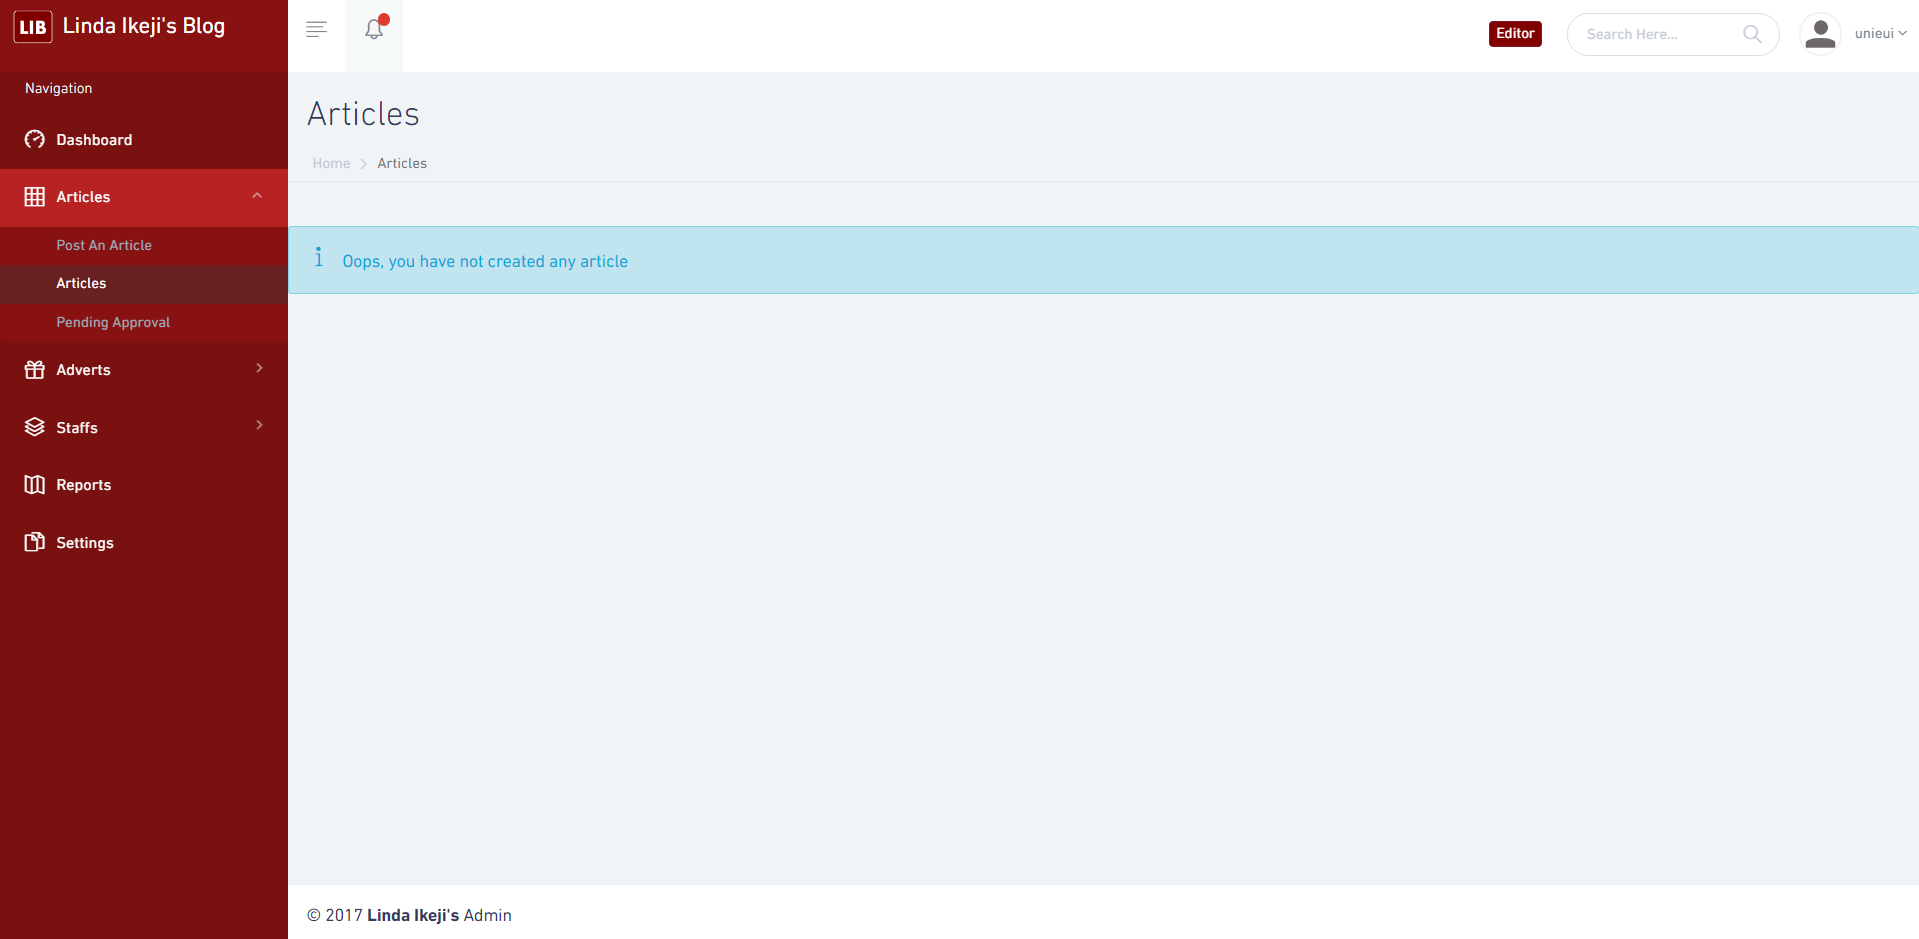 LIB Linda Ikeji's Blog
Editor
Search Here...
unieui
Navigation
Dashboard
Articles
Post An Article
Articles
Pending Approval
Adverts
Staffs
Reports
Settings
Articles
Home
Articles
Oops, you have not created any article
© 2017 Linda Ikeji's Admin